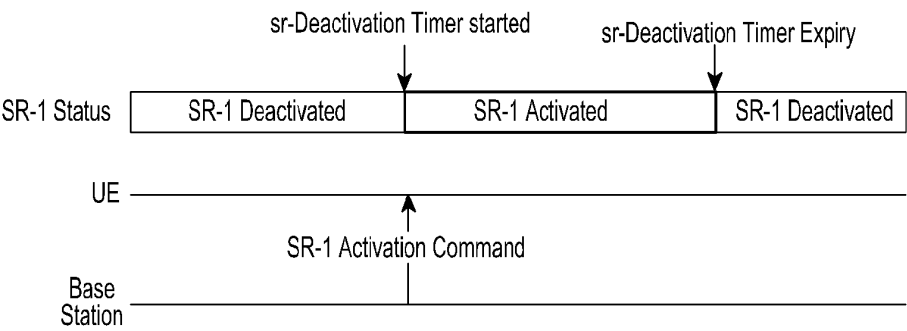 sr-Deactivation Timer started
sr-Deactivation Timer Expiry
SR-1 Status
SR-1 Deactivated
SR-1 Activated
SR-1 Deactivated
UE
SR-1 Activation Command
Base
Station